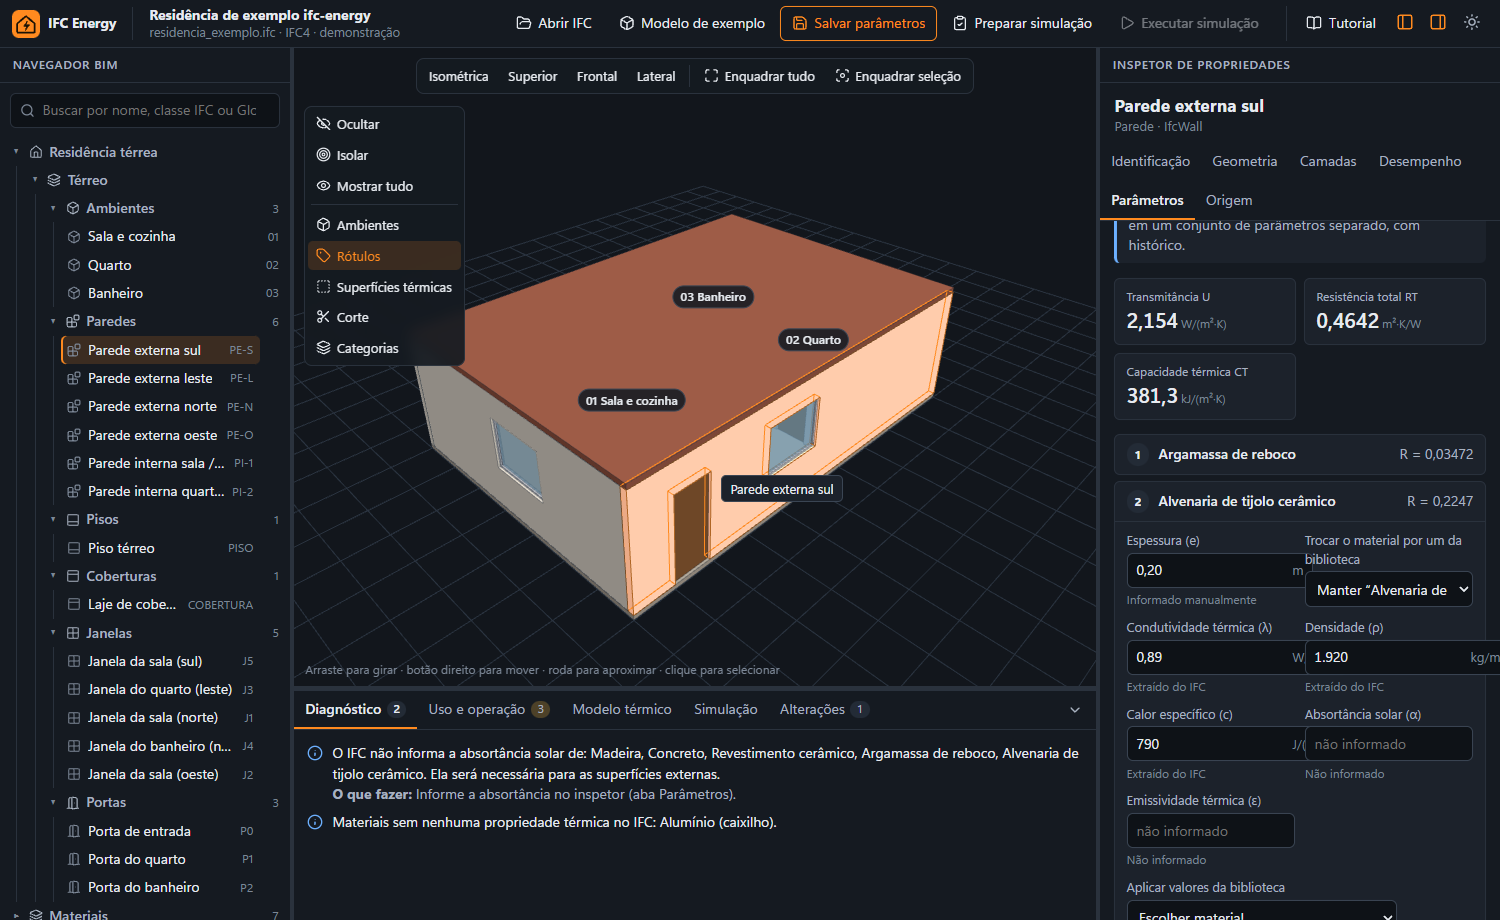 IFC Energy
Residência de exemplo ifc-energy
residencia_exemplo.ifc · IFC4 · demonstração
Abrir IFC
Modelo de exemplo
Salvar parâmetros
Preparar simulação
Executar simulação
Tutorial
NAVEGADOR BIM
Buscar por nome, classe IFC ou Glc
Residência térrea
Térreo
Ambientes 3
Sala e cozinha 01
Quarto 02
Banheiro 03
Paredes 6
Parede externa sul PE-S
Parede externa leste PE-L
Parede externa norte PE-N
Parede externa oeste PE-O
Parede interna sala /... PI-1
Parede interna quart... PI-2
Pisos 1
Piso térreo PISO
Coberturas 1
Laje de cobe... COBERTURA
Janelas 5
Janela da sala (sul) J5
Janela do quarto (leste) J3
Janela da sala (norte) J1
Janela do banheiro (n... J4
Janela da sala (oeste) J2
Portas 3
Porta de entrada P0
Porta do quarto P1
Porta do banheiro P2
Materiais 7
Isométrica
Superior
Frontal
Lateral
Enquadrar tudo
Enquadrar seleção
Ocultar
Isolar
Mostrar tudo
Ambientes
Rótulos
Superfícies térmicas
Corte
Categorias
03 Banheiro
02 Quarto
01 Sala e cozinha
Parede externa sul
Arraste para girar · botão direito para mover · roda para aproximar · clique para selecionar
Diagnóstico 2
Uso e operação 3
Modelo térmico
Simulação
Alterações 1
O IFC não informa a absortância solar de: Madeira, Concreto, Revestimento cerâmico, Argamassa de reboco, Alvenaria de
tijolo cerâmico. Ela será necessária para as superfícies externas.
O que fazer: Informe a absortância no inspetor (aba Parâmetros).
Materiais sem nenhuma propriedade térmica no IFC: Alumínio (caixilho).
INSPETOR DE PROPRIEDADES
Parede externa sul
Parede · IfcWall
Identificação
Geometria
Camadas
Desempenho
Parâmetros
Origem
em um conjunto de parâmetros separado, com
histórico.
Transmitância U
2,154 W/(m²·K)
Resistência total RT
0,4642 m²·K/W
Capacidade térmica CT
381,3 kJ/(m²·K)
1 Argamassa de reboco R = 0,03472
2 Alvenaria de tijolo cerâmico R = 0,2247
Espessura (e)
0,20 m
Informado manualmente
Trocar o material por um da
biblioteca
Manter “Alvenaria de
Condutividade térmica (λ)
0,89 W
Extraído do IFC
Densidade (ρ)
1.920 kg/m
Extraído do IFC
Calor específico (c)
790 J/(
Extraído do IFC
Absortância solar (α)
não informado
Não informado
Emissividade térmica (ε)
não informado
Não informado
Aplicar valores da biblioteca
Escolher material